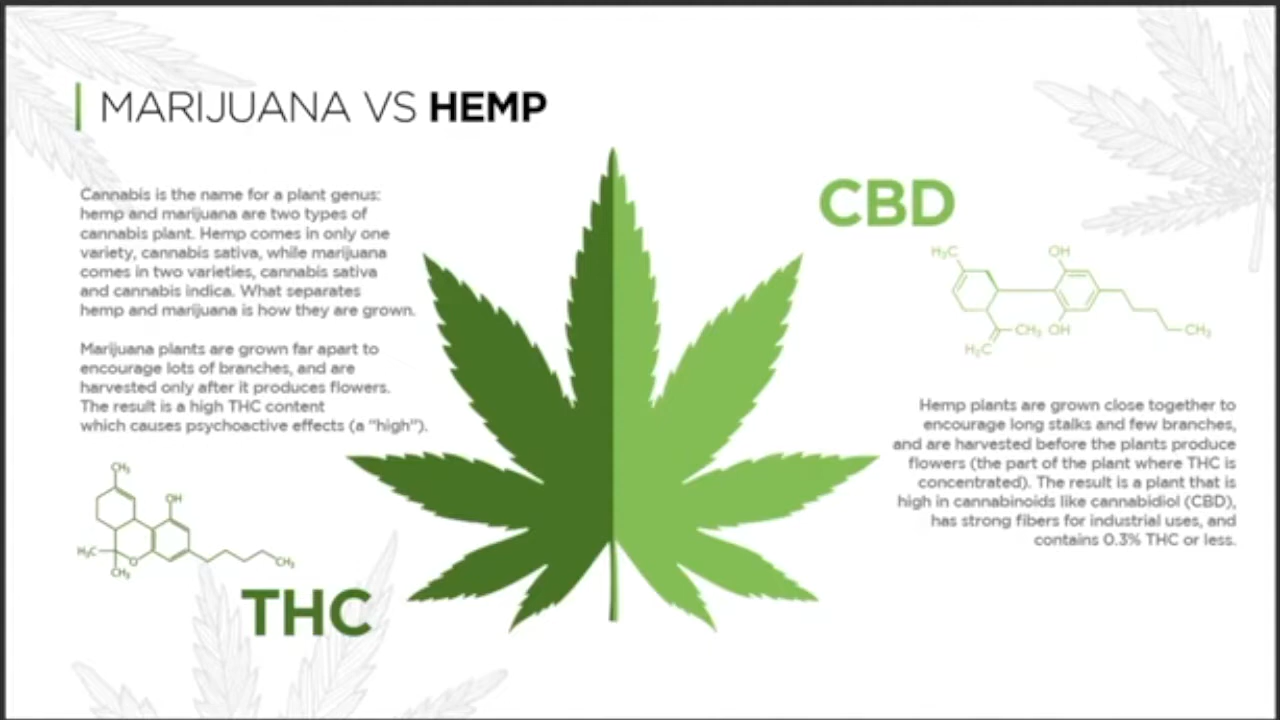 MARIJUANA VS HEMP
Cannabis is the name for a plant genus:
hemp and marijuana are two types of
cannabis plant. Hemp comes in only one
variety, cannabis sativa, while marijuana
comes in two varieties, cannabis sativa
and cannabis indica. What separates
hemp and marijuana is how they are grown.
Marijuana plants are grown far apart to
encourage lots of branches, and are
harvested only after it produces flowers.
The result is a high THC content
which causes psychoactive effects (a “high”).
CH₃
OH
H₃C
O
CH₃
CH₃
THC
CBD
H₃C
OH
CH₃
OH
CH₃
H₂C
Hemp plants are grown close together to
encourage long stalks and few branches,
and are harvested before the plants produce
flowers (the part of the plant where THC is
concentrated). The result is a plant that is
high in cannabinoids like cannabidiol (CBD),
has strong fibers for industrial uses, and
contains 0.3% THC or less.